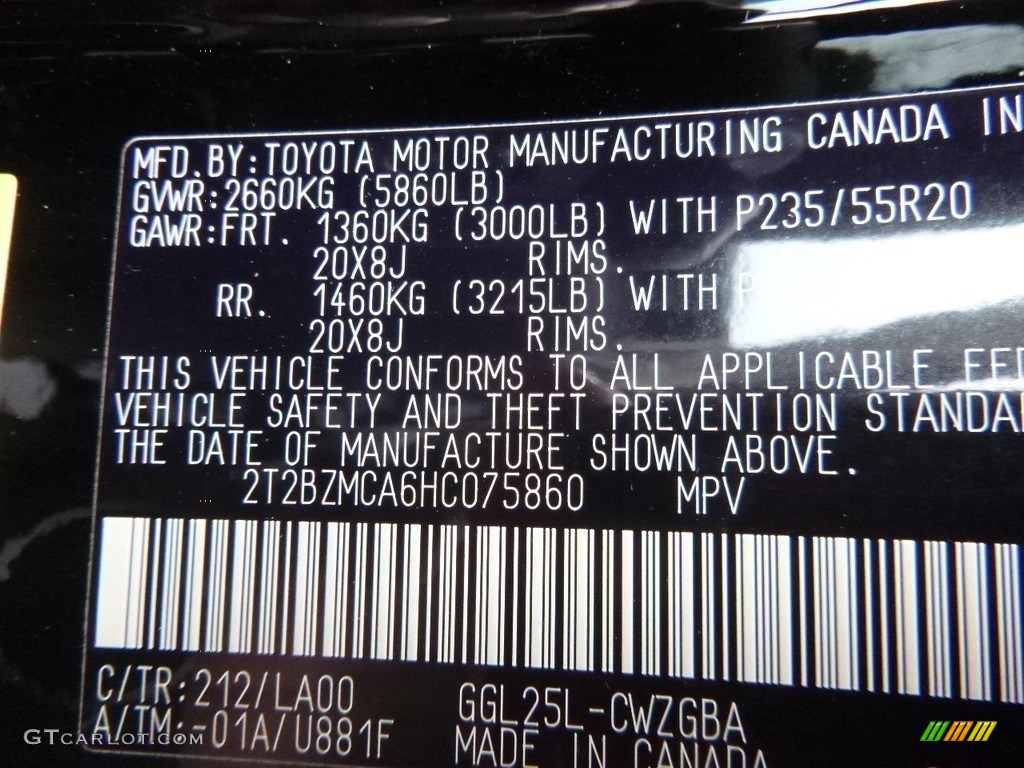 MFD.BY:TOYOTA MOTOR MANUFACTURING CANADA IN
GVWR:2660KG (5860LB)
GAWR:FRT. 1360KG (3000LB) WITH P235/55R20
20X8J RIMS.
RR. 1460KG (3215LB) WITH
20X8J RIMS.
THIS VEHICLE CONFORMS TO ALL APPLICABLE FED
VEHICLE SAFETY AND THEFT PREVENTION STANDA
THE DATE OF MANUFACTURE SHOWN ABOVE.
2T2BZMCA6HC075860 MPV
C/TR:212/LA00 GGL25L-CWZGBA
A/TM:-01A/U881F MADE IN CANADA
GTCarLot.com